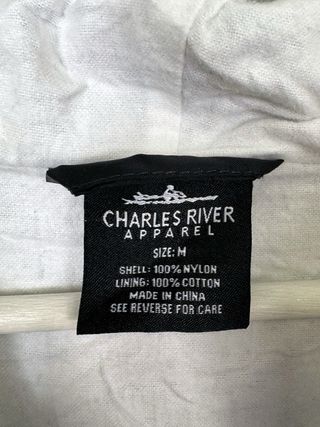 CHARLES RIVER
APPAREL
SIZE: M
SHELL: 100% NYLON
LINING: 100% COTTON
MADE IN CHINA
SEE REVERSE FOR CARE